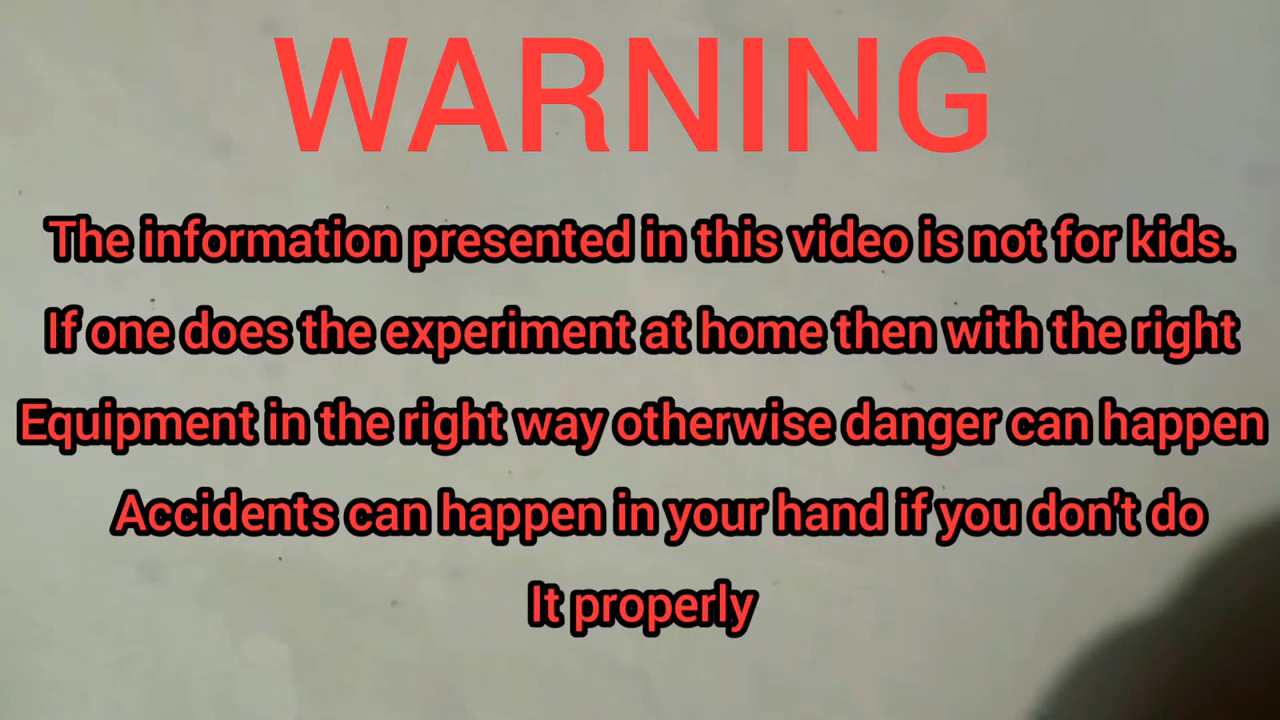 WARNING
The information presented in this video is not for kids.
If one does the experiment at home then with the right
Equipment in the right way otherwise danger can happen
Accidents can happen in your hand if you don't do
It properly